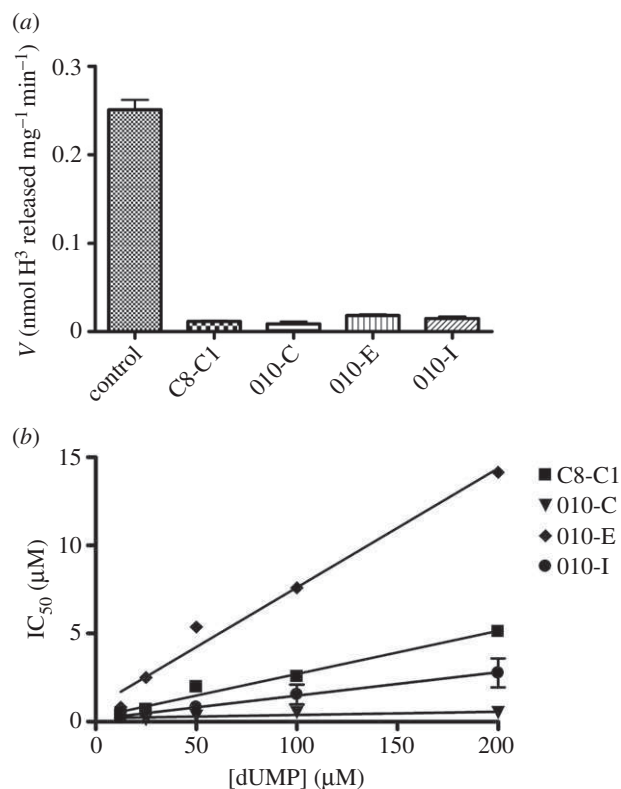 (a)
V (nmol H³ released mg⁻¹ min⁻¹)
0.3
0.2
0.1
0
control
C8-C1
010-C
010-E
010-I
(b)
IC₅₀ (μM)
15
10
5
0
0
50
100
150
200
[dUMP] (μM)
C8-C1
010-C
010-E
010-I